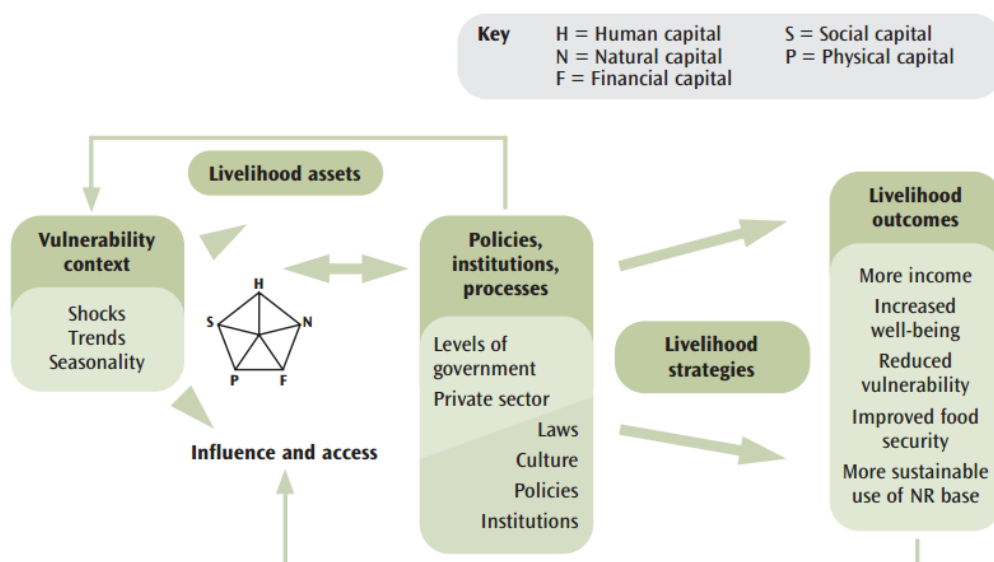 Key
H = Human capital
S = Social capital
N = Natural capital
P = Physical capital
F = Financial capital
Livelihood assets
Vulnerability
context
Shocks
Trends
Seasonality
H
S
N
P
F
Influence and access
Policies,
institutions,
processes
Levels of
government
Private sector
Laws
Culture
Policies
Institutions
Livelihood
strategies
Livelihood
outcomes
More income
Increased
well-being
Reduced
vulnerability
Improved food
security
More sustainable
use of NR base